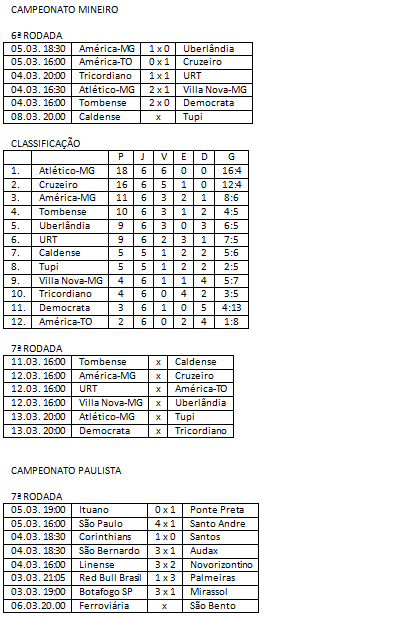 CAMPEONATO MINEIRO
6ª RODADA
05.03. 18:30 América-MG 1 x 0 Uberlândia
05.03. 16:00 América-TO 0 x 1 Cruzeiro
04.03. 20:00 Tricordiano 1 x 1 URT
04.03. 16:30 Atlético-MG 2 x 1 Villa Nova-MG
04.03. 16:00 Tombense 2 x 0 Democrata
08.03. 20:00 Caldense x Tupi
CLASSIFICAÇÃO
P J V E D G
1. Atlético-MG 18 6 6 0 0 16:4
2. Cruzeiro 16 6 5 1 0 12:4
3. América-MG 11 6 3 2 1 8:6
4. Tombense 10 6 3 1 2 4:5
5. Uberlândia 9 6 3 0 3 6:5
6. URT 9 6 2 3 1 7:5
7. Caldense 5 5 1 2 2 5:6
8. Tupi 5 5 1 2 2 2:5
9. Villa Nova-MG 4 6 1 1 4 5:7
10. Tricordiano 4 6 0 4 2 3:5
11. Democrata 3 6 1 0 5 4:13
12. América-TO 2 6 0 2 4 1:8
7ª RODADA
11.03. 16:00 Tombense x Caldense
12.03. 16:00 América-MG x Cruzeiro
12.03. 16:00 URT x América-TO
12.03. 16:00 Villa Nova-MG x Uberlândia
13.03. 20:00 Atlético-MG x Tupi
13.03. 20:00 Democrata x Tricordiano
CAMPEONATO PAULISTA
7ª RODADA
05.03. 19:00 Ituano 0 x 1 Ponte Preta
05.03. 16:00 São Paulo 4 x 1 Santo Andre
04.03. 18:30 Corinthians 1 x 0 Santos
04.03. 18:30 São Bernardo 3 x 1 Audax
04.03. 16:00 Linense 3 x 2 Novorizontino
03.03. 21:05 Red Bull Brasil 1 x 3 Palmeiras
03.03. 19:00 Botafogo SP 3 x 1 Mirassol
06.03.20.00 Ferroviária x São Bento